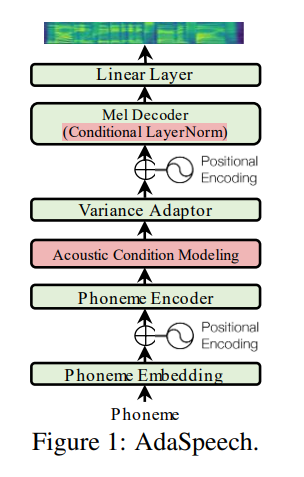 Linear Layer
Mel Decoder
(Conditional LayerNorm)
Positional
Encoding
Variance Adaptor
Acoustic Condition Modeling
Phoneme Encoder
Positional
Encoding
Phoneme Embedding
Phoneme
Figure 1: AdaSpeech.